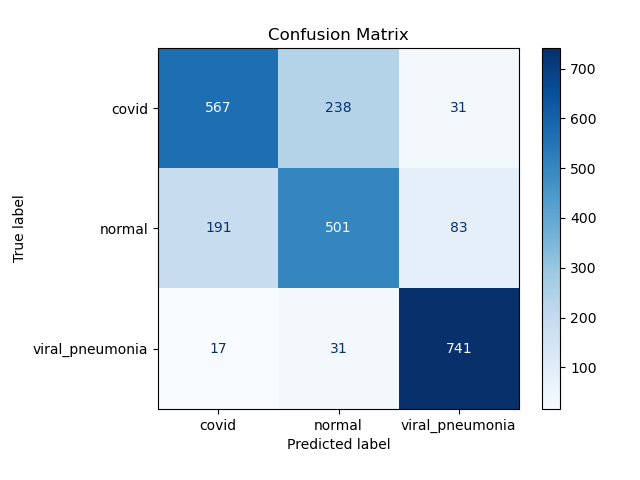 Confusion Matrix
True label
covid
normal
viral_pneumonia
567 238 31
191 501 83
17 31 741
covid normal viral_pneumonia
Predicted label
700
600
500
400
300
200
100